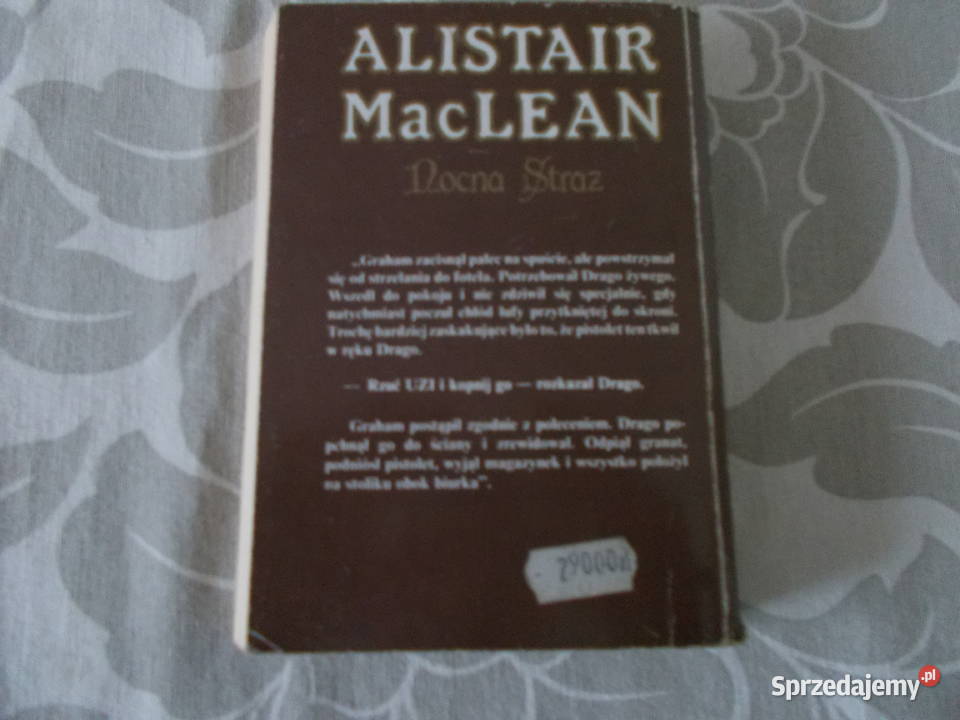 ALISTAIR
MacLEAN
Nocna Straz
„Graham zacisnął palec na spuście, ale powstrzymał
się od strzelania do fotela. Potrzebował Drago żywego.
Wszedł do pokoju i nie zdziwił się specjalnie, gdy
natychmiast poczuł chłód lufy przytkniętej do skroni.
Trochę bardziej zaskakujące było to, że pistolet ten tkwił
w ręku Drago.
— Rzuć UZI i kopnij go — rozkazał Drago.
Graham postąpił zgodnie z poleceniem. Drago po-
pchnął go do ściany i zrewidował. Odpiął granat,
podniósł pistolet, wyjął magazynek i wszystko położył
na stoliku obok biurka”.
29000zł
Sprzedajemy.pl